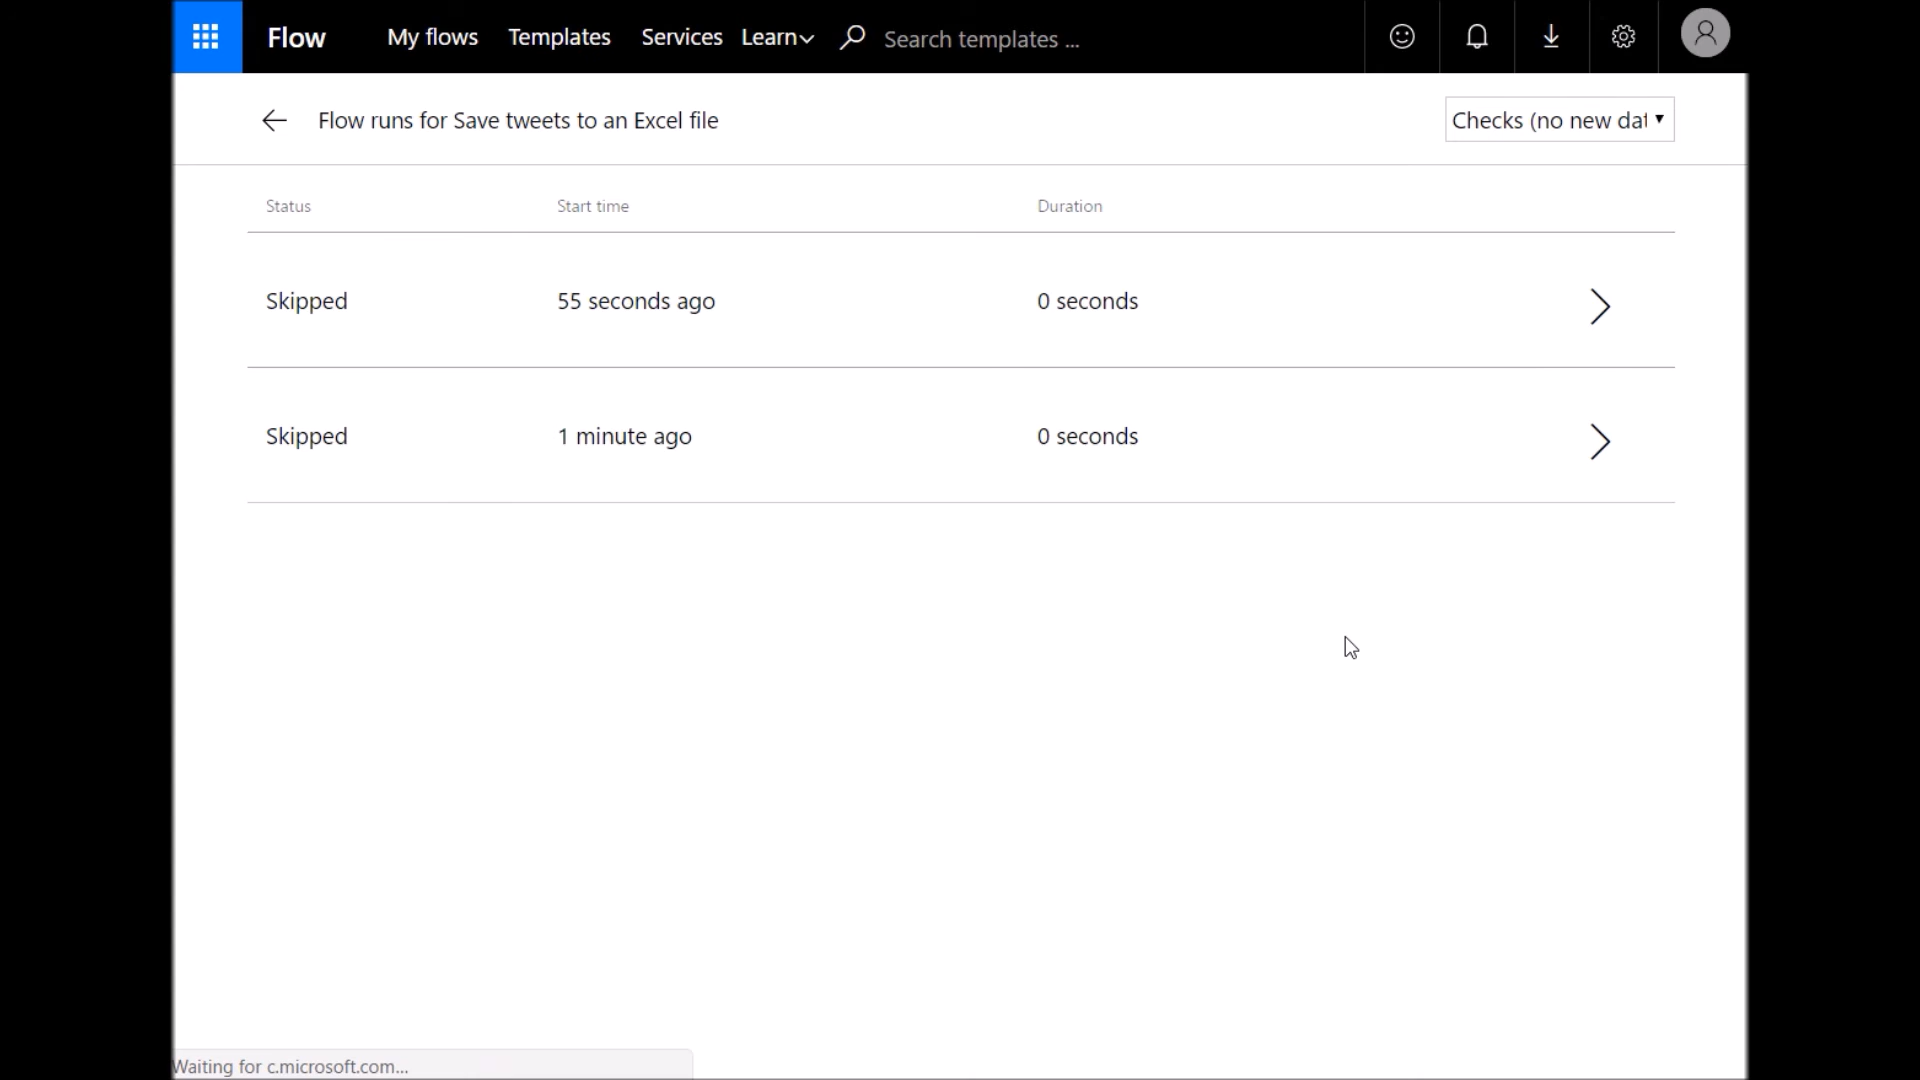 Flow My flows Templates Services Learn Search templates ...
Flow runs for Save tweets to an Excel file Checks (no new dat
Status Start time Duration
Skipped 55 seconds ago 0 seconds
Skipped 1 minute ago 0 seconds
Waiting for c.microsoft.com...